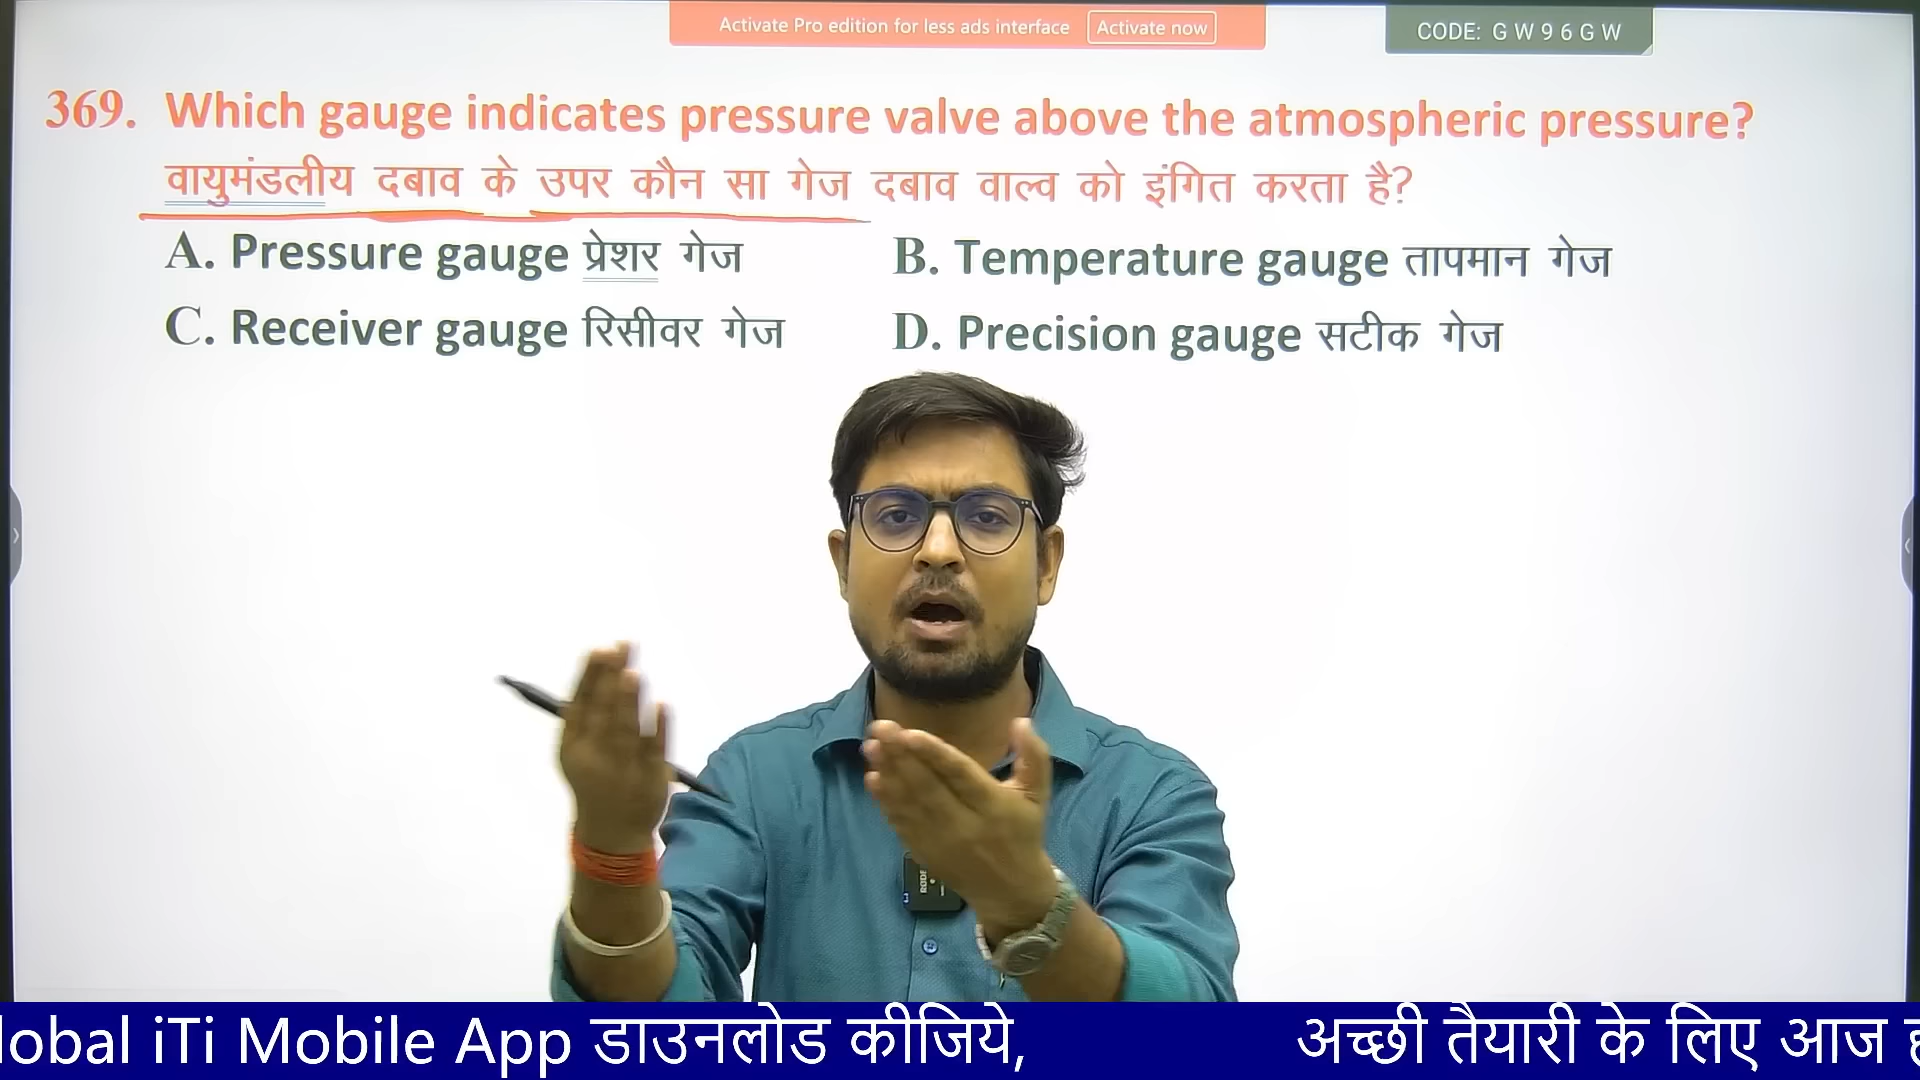 Activate Pro edition for less ads interface Activate now
CODE: G W 9 6 G W
369. Which gauge indicates pressure valve above the atmospheric pressure?
वायुमंडलीय दबाव के उपर कौन सा गेज दबाव वाल्व को इंगित करता है?
A. Pressure gauge प्रेशर गेज B. Temperature gauge तापमान गेज
C. Receiver gauge रिसीवर गेज D. Precision gauge सटीक गेज
RODE
lobal iTi Mobile App डाउनलोड कीजिये, अच्छी तैयारी के लिए आज